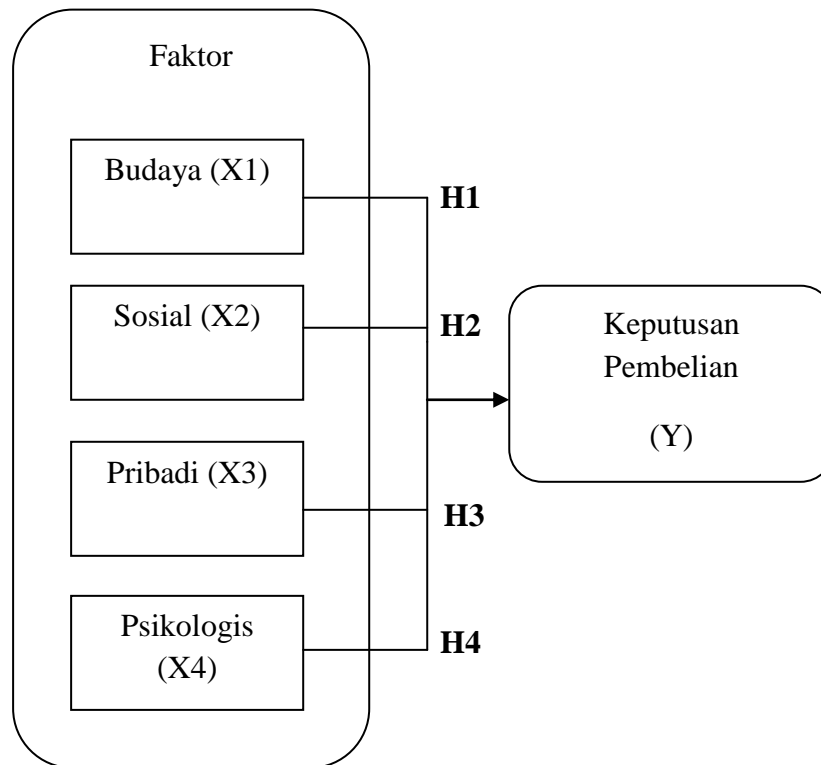 Faktor
Budaya (X1)
H1
Sosial (X2)
H2
Keputusan
Pembelian
(Y)
Pribadi (X3)
H3
Psikologis
(X4)
H4